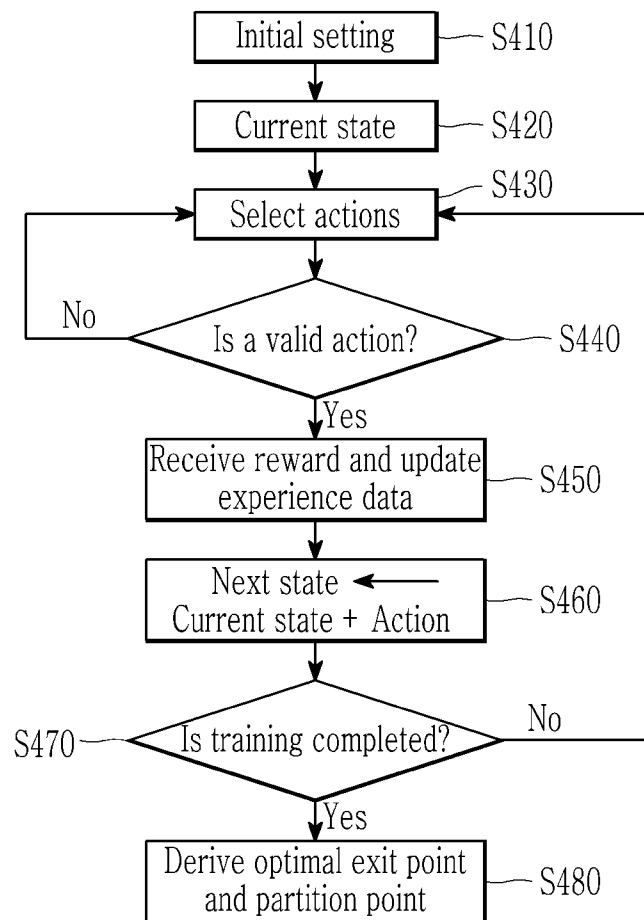 Initial setting
S410
Current state
S420
Select actions
S430
Is a valid action?
S440
No
Yes
Receive reward and update
experience data
S450
Next state ←
Current state + Action
S460
Is training completed?
S470
No
Yes
Derive optimal exit point
and partition point
S480